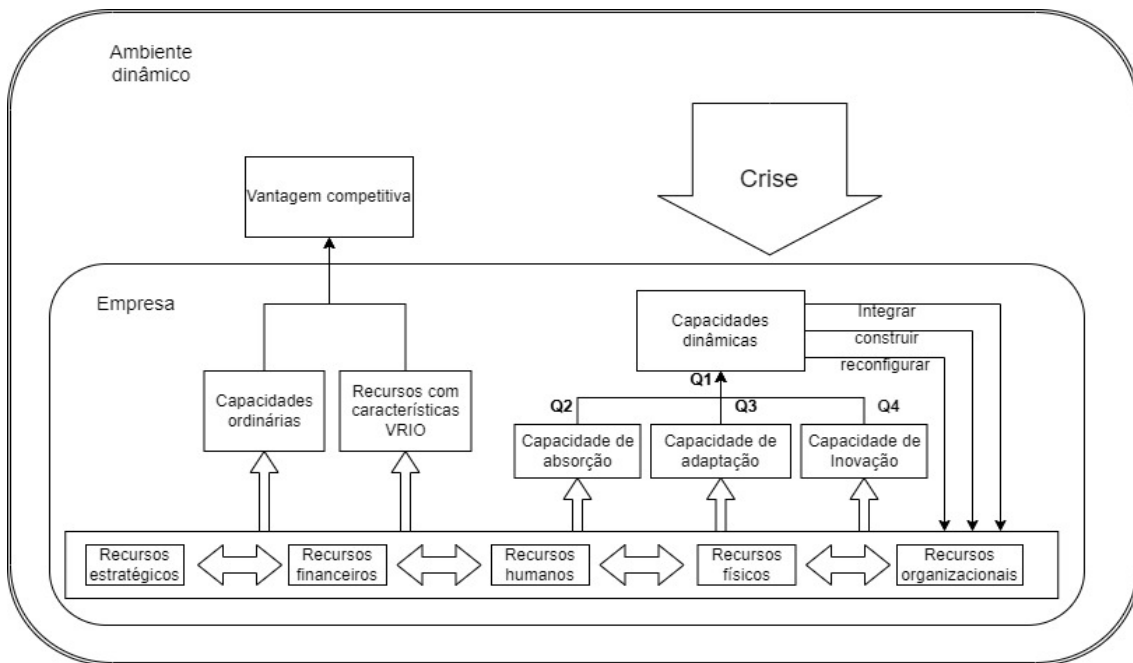 Ambiente
dinâmico
Crise
Vantagem competitiva
Empresa
Capacidades
dinâmicas
Integrar
construir
reconfigurar
Capacidades
ordinárias
Recursos com
características
VRIO
Q1
Q2
Q3
Q4
Capacidade de
absorção
Capacidade de
adaptação
Capacidade de
Inovação
Recursos
estratégicos
Recursos
financeiros
Recursos
humanos
Recursos
físicos
Recursos
organizacionais